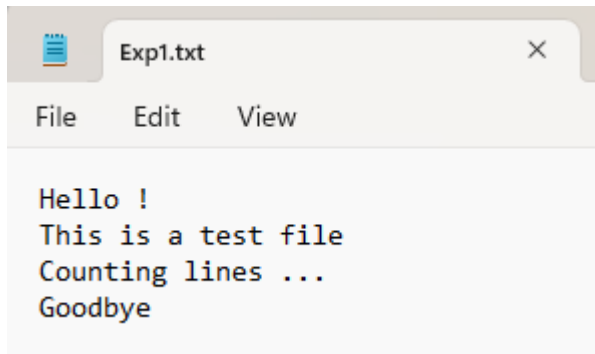 Exp1.txt
File Edit View
Hello !
This is a test file
Counting lines ...
Goodbye